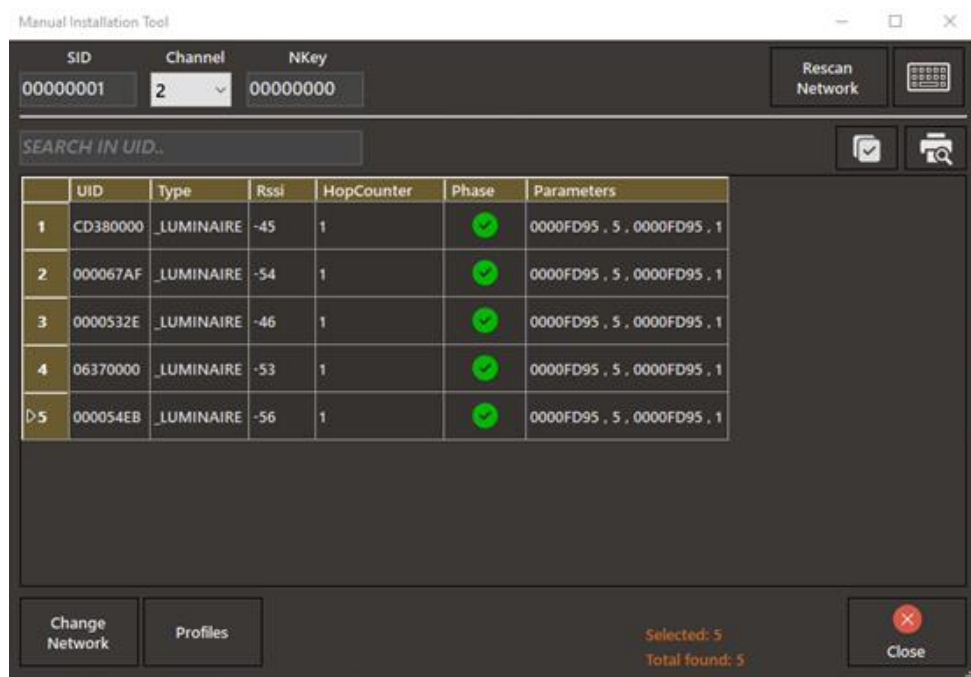 Manual Installation Tool
SID Channel NKey
00000001 2 00000000
Rescan
Network
SEARCH IN UID..
UID Type Rssi HopCounter Phase Parameters
1 CD380000 _LUMINAIRE -45 1 0000FD95 , 5 , 0000FD95 , 1
2 000067AF _LUMINAIRE -54 1 0000FD95 , 5 , 0000FD95 , 1
3 0000532E _LUMINAIRE -46 1 0000FD95 , 5 , 0000FD95 , 1
4 06370000 _LUMINAIRE -53 1 0000FD95 , 5 , 0000FD95 , 1
5 000054EB _LUMINAIRE -56 1 0000FD95 , 5 , 0000FD95 , 1
Change
Network
Profiles
Selected: 5
Total found: 5
Close